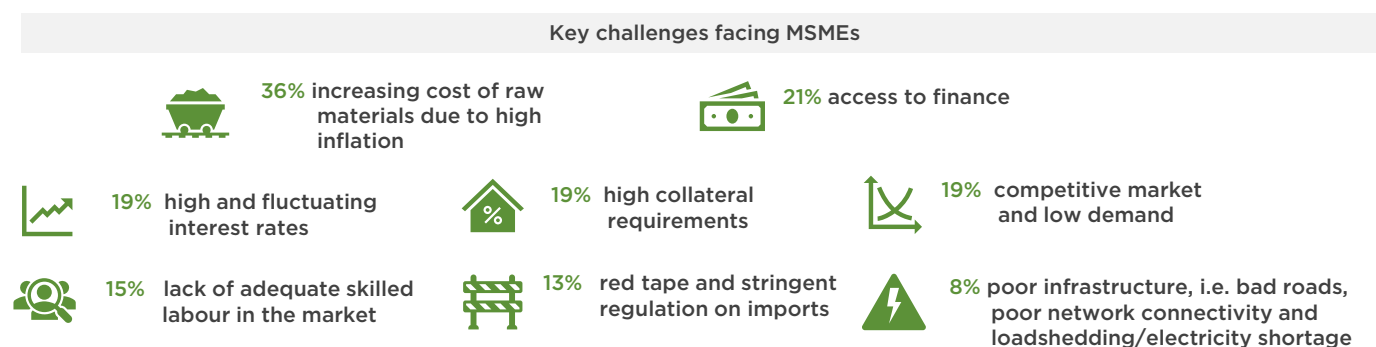 Key challenges facing MSMEs
36% increasing cost of raw
materials due to high
inflation
21% access to finance
19% high and fluctuating
interest rates
%
19% high collateral
requirements
19% competitive market
and low demand
15% lack of adequate skilled
labour in the market
13% red tape and stringent
regulation on imports
8% poor infrastructure, i.e. bad roads,
poor network connectivity and
loadshedding/electricity shortage